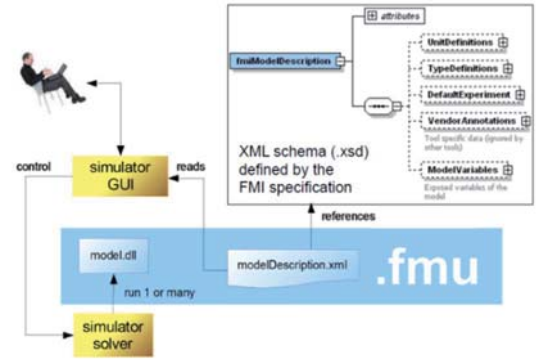 attributes
fmiModelDescription
UnitDefinitions
TypeDefinitions
DefaultExperiment
VendorAnnotations
Tool specific data (ignored by
other tools)
ModelVariables
Exposed variables of the
model
XML schema (.xsd)
defined by the
FMI specification
control
simulator
GUI
reads
references
model.dll
modelDescription.xml
.fmu
run 1 or many
simulator
solver